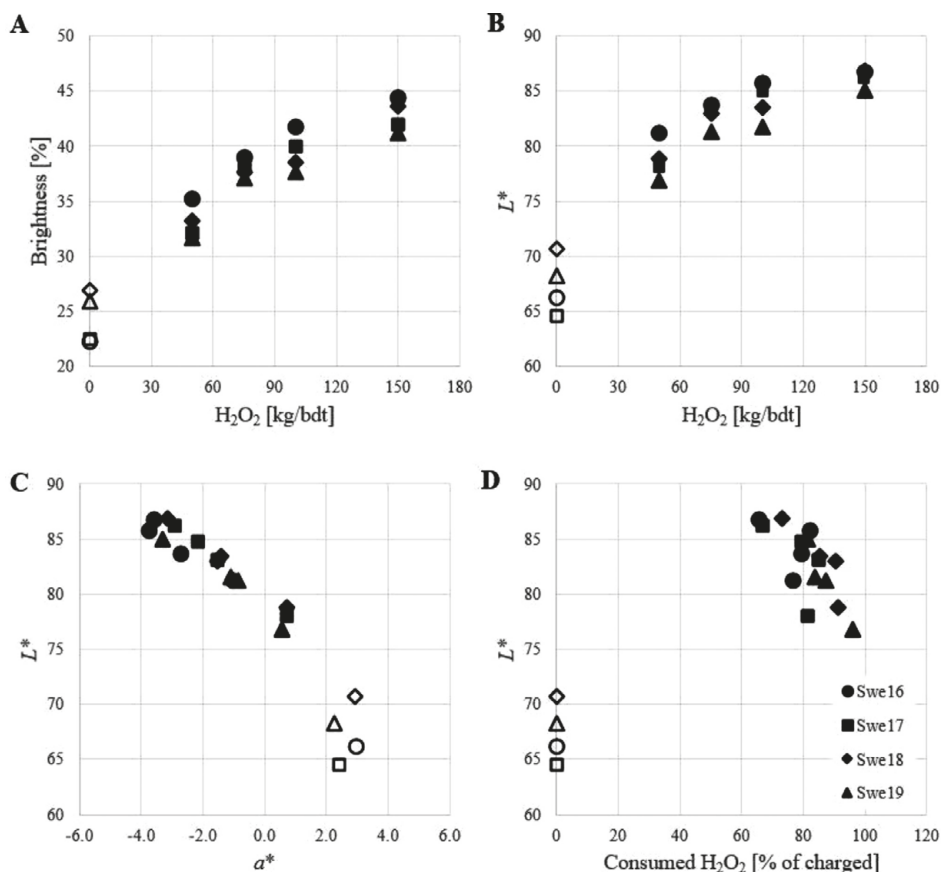 A
50
45
40
35
30
25
20
Brightness [%]
0 30 60 90 120 150 180
H₂O₂ [kg/bdt]
B
90
85
80
75
70
65
60
L*
0 30 60 90 120 150 180
H₂O₂ [kg/bdt]
C
90
85
80
75
70
65
60
L*
-6.0 -4.0 -2.0 0.0 2.0 4.0 6.0
a*
D
90
85
80
75
70
65
60
L*
0 20 40 60 80 100 120
Consumed H₂O₂ [% of charged]
Swe16
Swe17
Swe18
Swe19